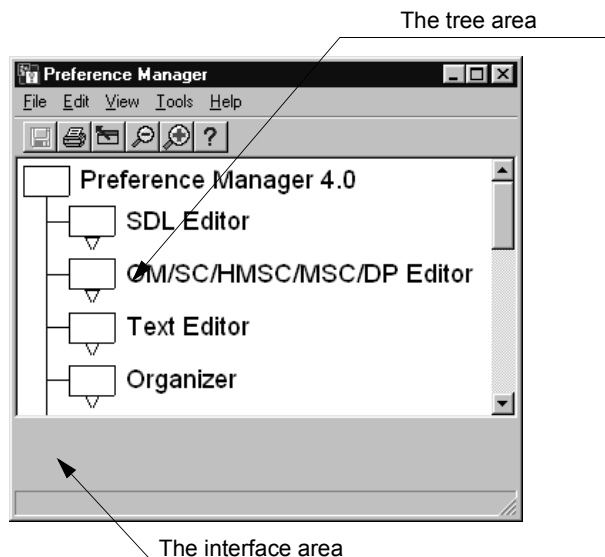 The tree area
Preference Manager
File Edit View Tools Help
?
Preference Manager 4.0
SDL Editor
OM/SC/HMSC/MSC/DP Editor
Text Editor
Organizer
The interface area